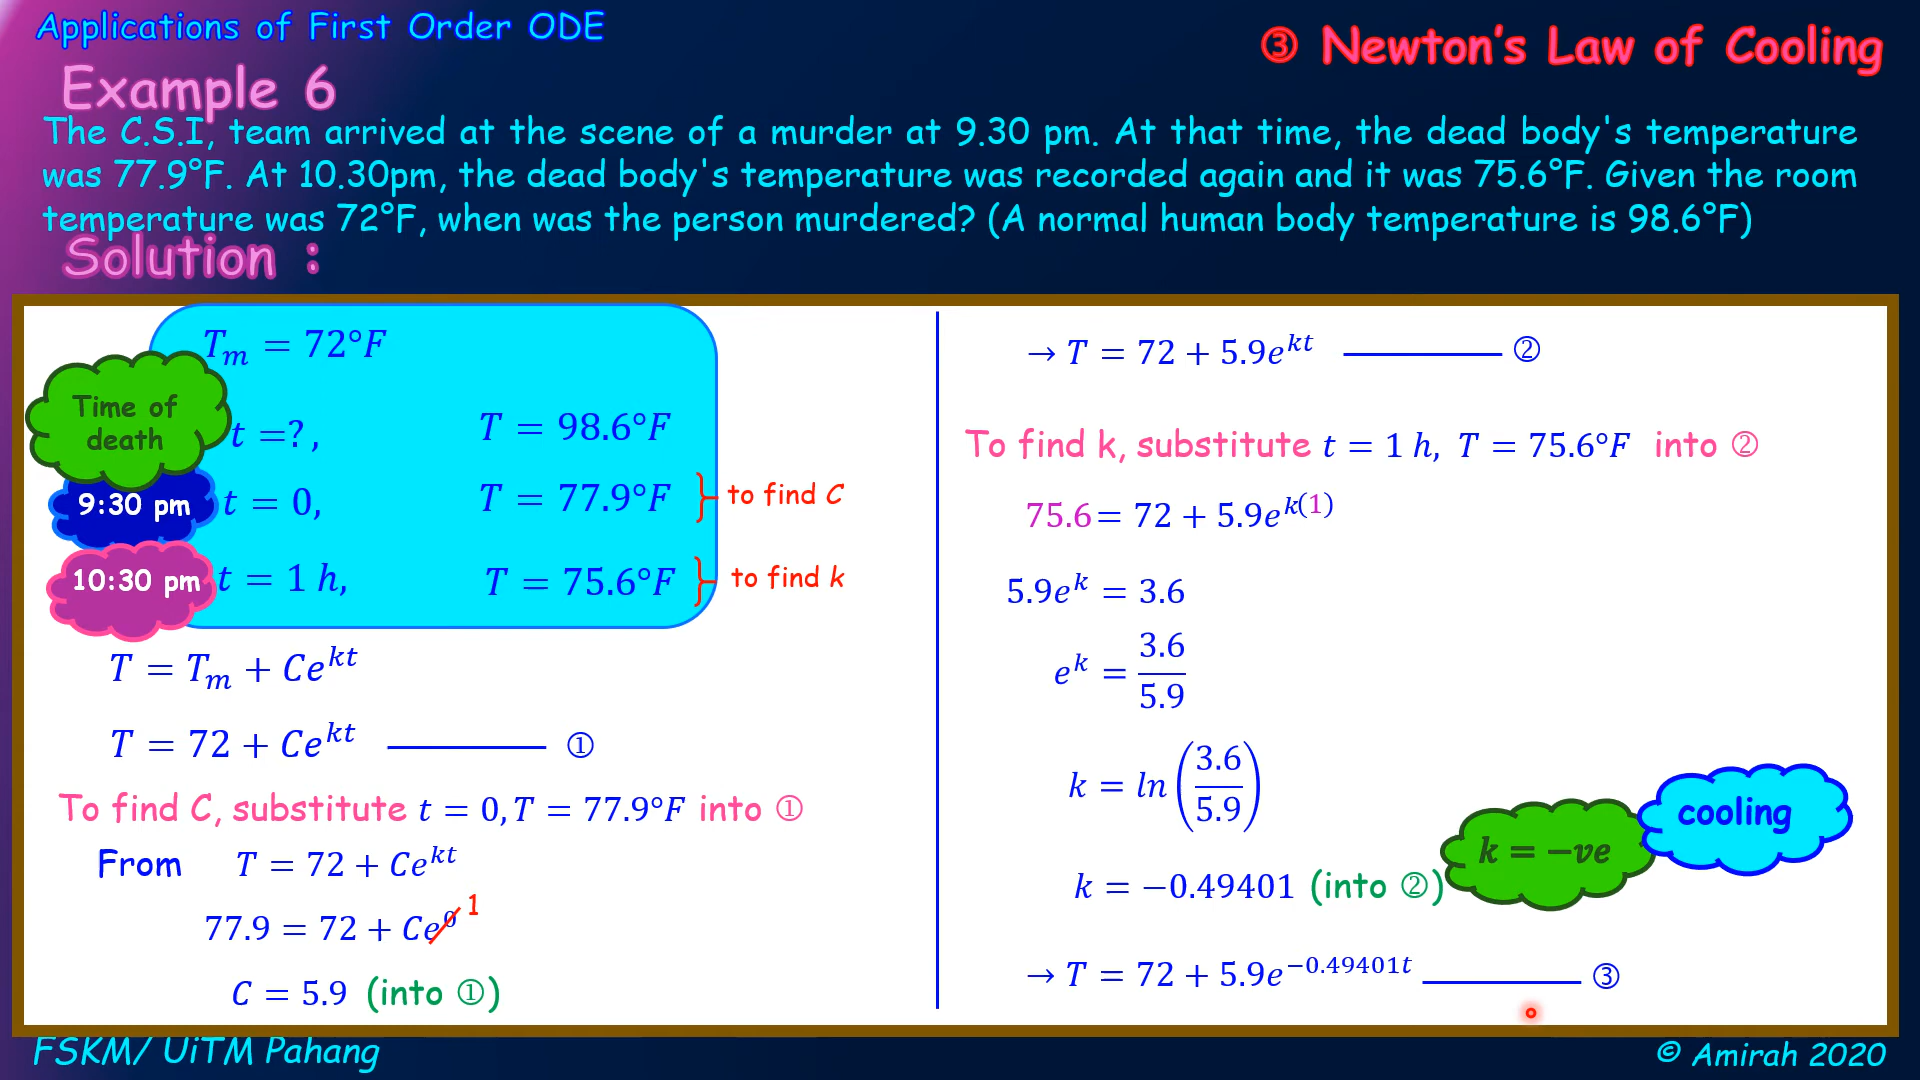 Applications of First Order ODE
③ Newton's Law of Cooling
Example 6
The C.S.I, team arrived at the scene of a murder at 9.30 pm. At that time, the dead body's temperature
was 77.9°F. At 10.30pm, the dead body's temperature was recorded again and it was 75.6°F. Given the room
temperature was 72°F, when was the person murdered? (A normal human body temperature is 98.6°F)
Solution :
T_m = 72°F
Time of
death
t =? , T = 98.6°F
9:30 pm t = 0, T = 77.9°F to find C
10:30 pm t = 1 h, T = 75.6°F to find k
T = T_m + Ce^{kt}
T = 72 + Ce^{kt} ①
To find C, substitute t = 0, T = 77.9°F into ①
From T = 72 + Ce^{kt}
77.9 = 72 + Ce^0 1
C = 5.9 (into ①)
→ T = 72 + 5.9e^{kt} ②
To find k, substitute t = 1 h, T = 75.6°F into ②
75.6 = 72 + 5.9e^{k(1)}
5.9e^k = 3.6
e^k = 3.6/5.9
k = ln(3.6/5.9)
k = −0.49401 (into ②)
k = −ve
cooling
→ T = 72 + 5.9e^{−0.49401t} ③
FSKM/ UiTM Pahang
© Amirah 2020